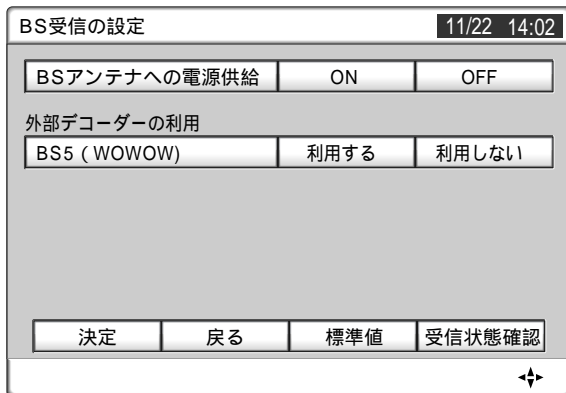 BS受信の設定 11/22 14:02
BSアンテナへの電源供給 ON OFF
外部デコーダーの利用
BS5（WOWOW） 利用する 利用しない
決定 戻る 標準値 受信状態確認